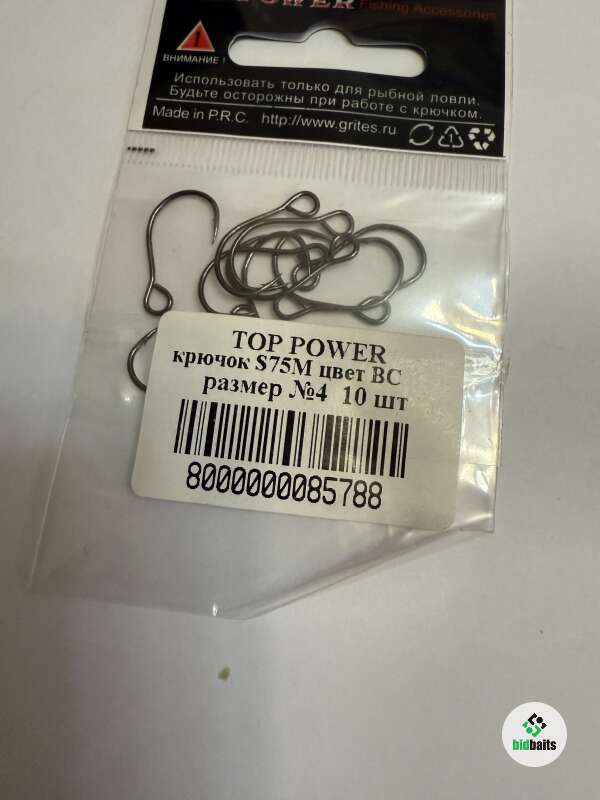 POWER Fishing Accessories
ВНИМАНИЕ !
Использовать только для рыбной ловли.
Будьте осторожны при работе с крючком.
Made in P.R.C. http://www.grites.ru
1
TOP POWER
крючок S75M цвет BC
размер №4 10 шт
8000000085788
bidbaits